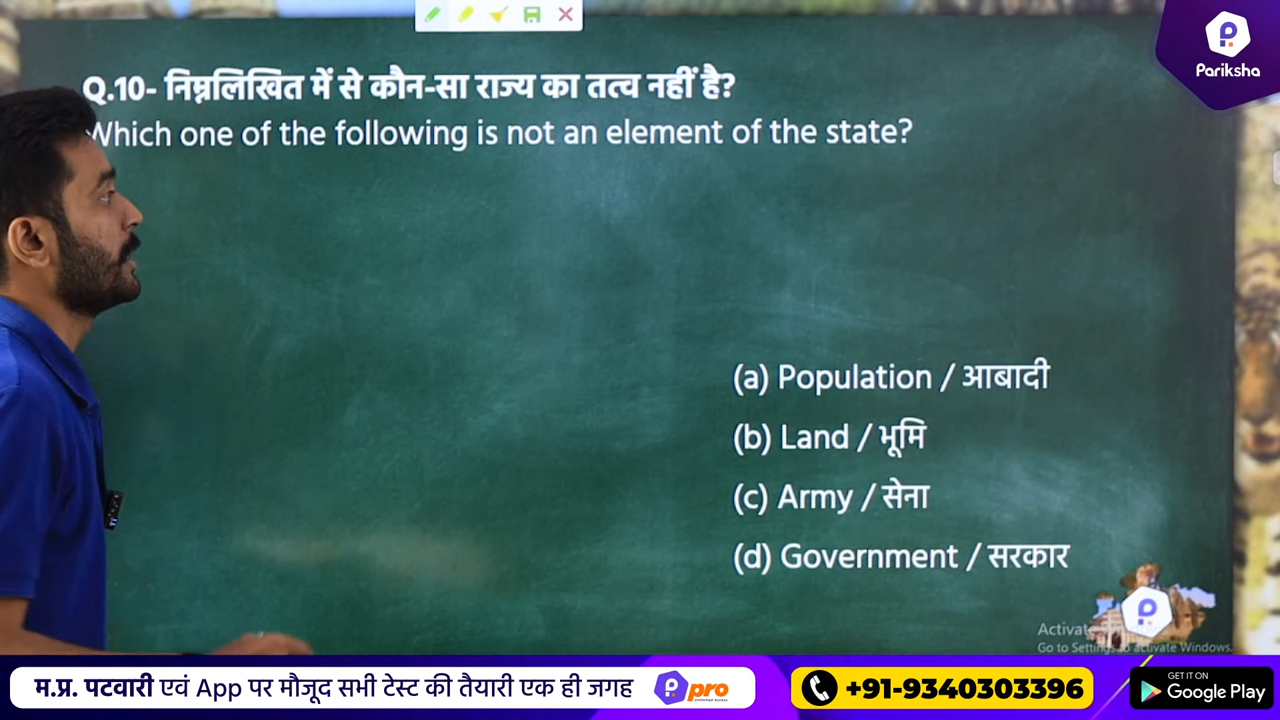 Pariksha
Q.10- निम्नलिखित में से कौन-सा राज्य का तत्व नहीं है?
Which one of the following is not an element of the state?
(a) Population / आबादी
(b) Land / भूमि
(c) Army / सेना
(d) Government / सरकार
Activate
Go to Settings to activate Windows.
म.प्र. पटवारी एवं App पर मौजूद सभी टेस्ट की तैयारी एक ही जगह
pro
+91-9340303396
GET IT ON
Google Play